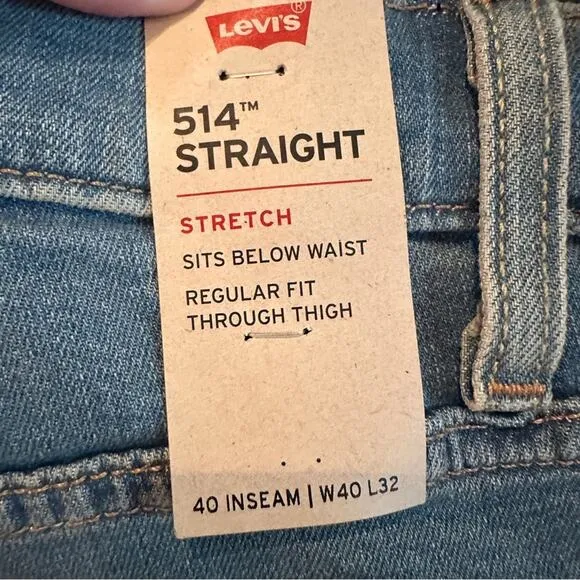 LEVI'S®
514™
STRAIGHT
STRETCH
SITS BELOW WAIST
REGULAR FIT
THROUGH THIGH
40 INSEAM | W40 L32